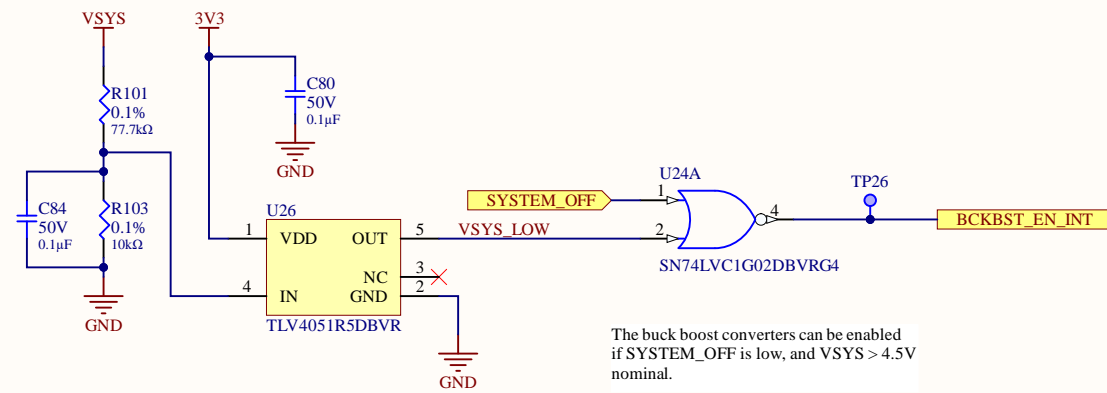 VSYS
3V3
R101
0.1%
77.7kΩ
C80
50V
0.1µF
GND
C84
50V
0.1µF
R103
0.1%
10kΩ
GND
U26
1
VDD
OUT
5
VSYS_LOW
NC
3
4
IN
GND
2
TLV4051R5DBVR
GND
SYSTEM_OFF
U24A
1
2
4
SN74LVC1G02DBVRG4
TP26
BCKBST_EN_INT
The buck boost converters can be enabled
if SYSTEM_OFF is low, and VSYS > 4.5V
nominal.